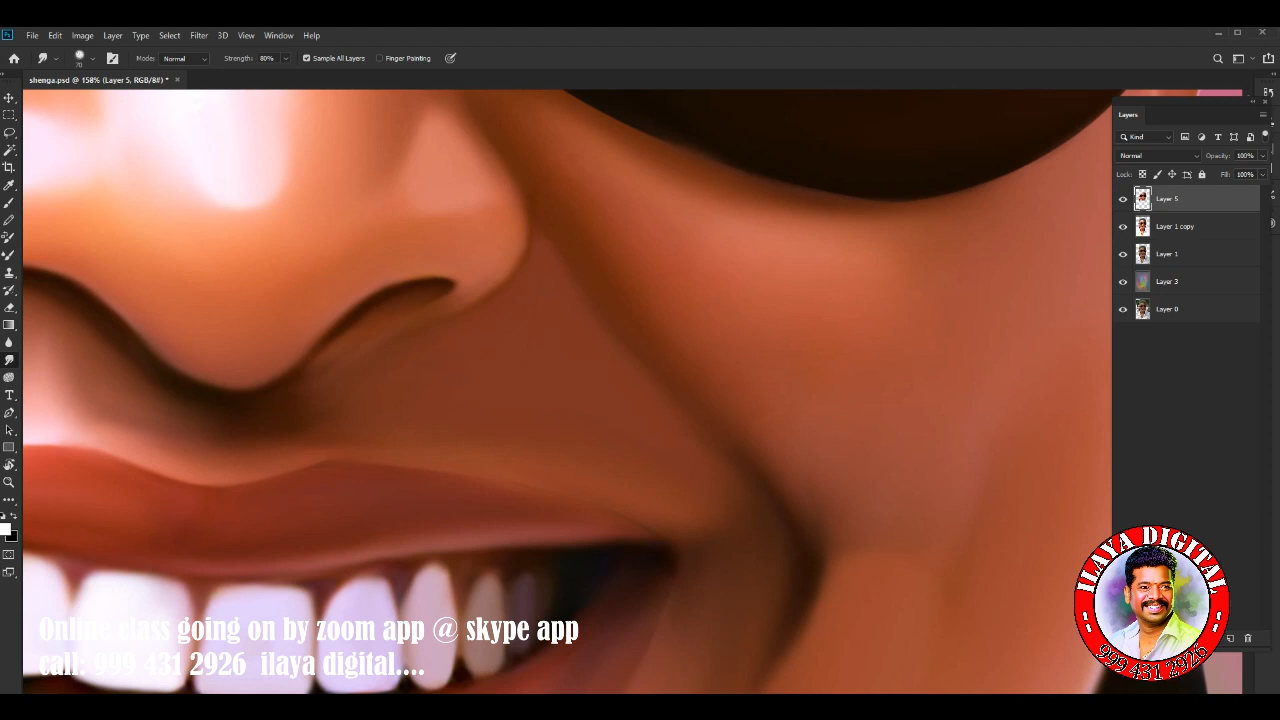 File Edit Image Layer Type Select Filter 3D View Window Help
70 Mode: Normal Strength: 80% Sample All Layers Finger Painting
shenga.psd @ 158% (Layer 5, RGB/8#) *
Layers
Kind
Normal Opacity: 100%
Lock: Fill: 100%
Layer 5
Layer 1 copy
Layer 1
Layer 3
Layer 0
Online class going on by zoom app @ skype app
call: 999 431 2926 ilaya digital....
ILAYA DIGITAL
999 431 2926